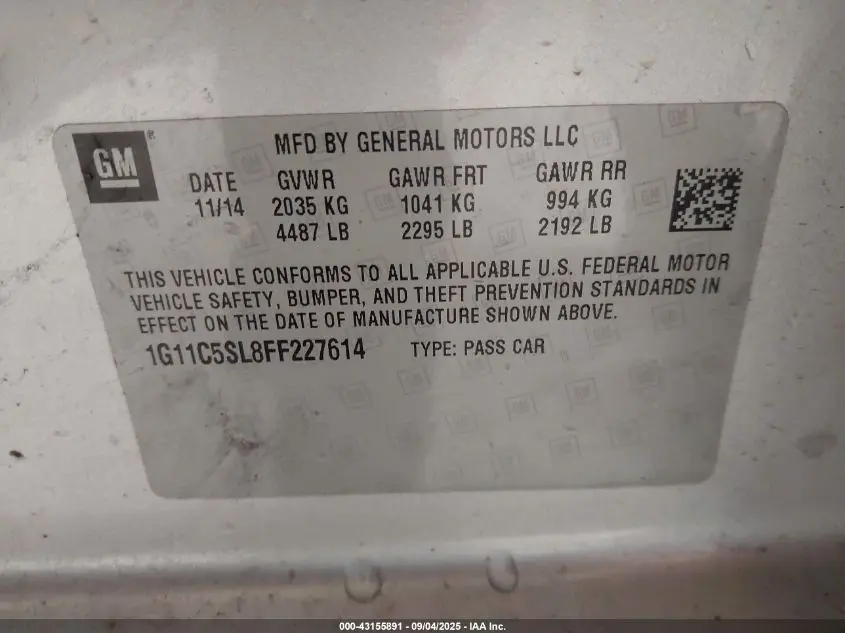 GM®
MFD BY GENERAL MOTORS LLC
DATE GVWR GAWR FRT GAWR RR
11/14 2035 KG 1041 KG 994 KG
4487 LB 2295 LB 2192 LB
THIS VEHICLE CONFORMS TO ALL APPLICABLE U.S. FEDERAL MOTOR
VEHICLE SAFETY, BUMPER, AND THEFT PREVENTION STANDARDS IN
EFFECT ON THE DATE OF MANUFACTURE SHOWN ABOVE.
1G11C5SL8FF227614 TYPE: PASS CAR
000-43155891 - 09/04/2025 - IAA Inc.